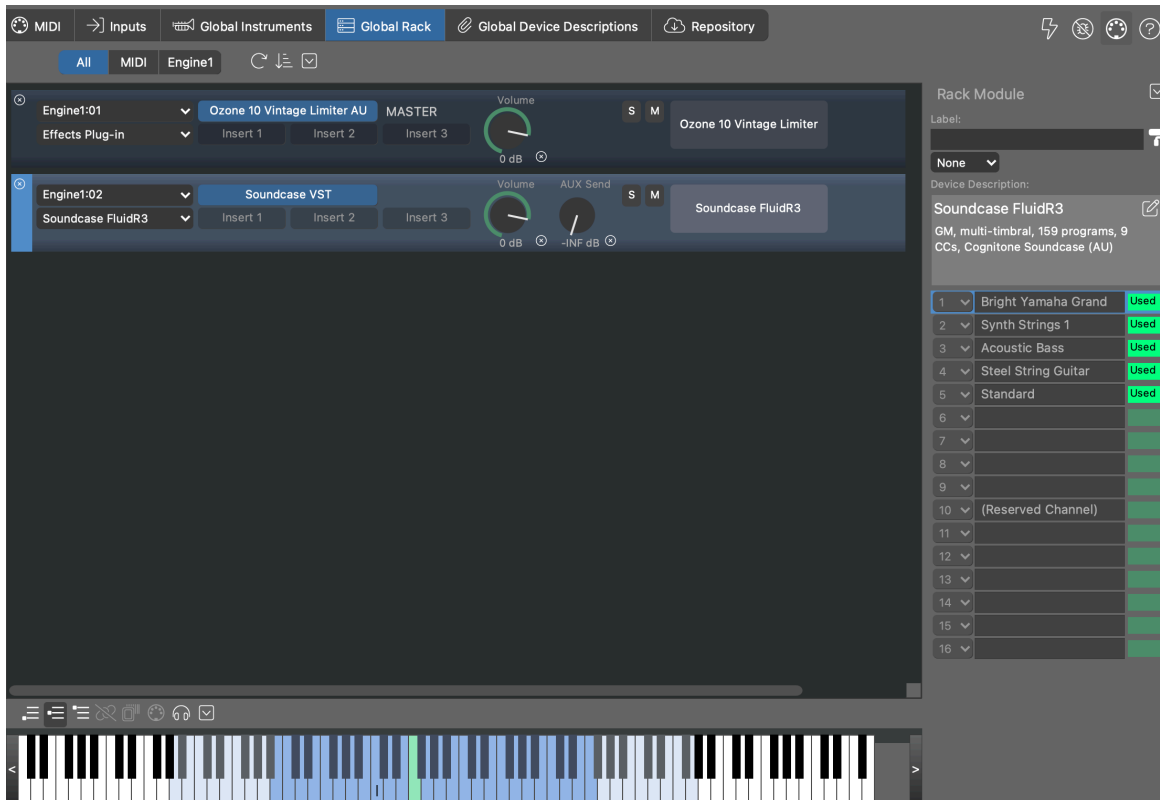 MIDI Inputs Global Instruments Global Rack Global Device Descriptions Repository
All MIDI Engine1
Engine1:01 Ozone 10 Vintage Limiter AU MASTER Volume S M Ozone 10 Vintage Limiter
Effects Plug-in Insert 1 Insert 2 Insert 3
0 dB
Engine1:02 Soundcase VST Volume AUX Send S M Soundcase FluidR3
Soundcase FluidR3 Insert 1 Insert 2 Insert 3
0 dB -INF dB
Rack Module
Label:
None
Device Description:
Soundcase FluidR3
GM, multi-timbral, 159 programs, 9
CCs, Cognitone Soundcase (AU)
1 Bright Yamaha Grand Used
2 Synth Strings 1 Used
3 Acoustic Bass Used
4 Steel String Guitar Used
5 Standard Used
6
7
8
9
10 (Reserved Channel)
11
12
13
14
15
16